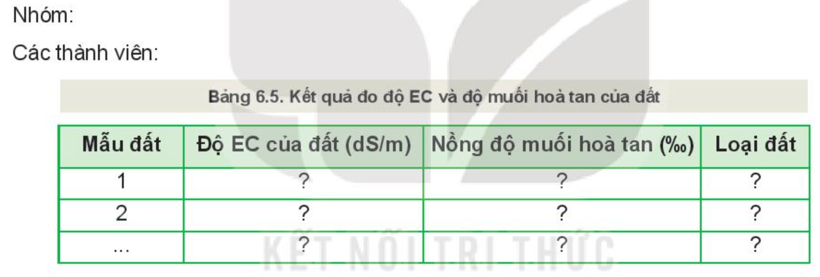 Nhóm:
Các thành viên:
Bảng 6.5. Kết quả đo độ EC và độ muối hoà tan của đất
Mẫu đất Độ EC của đất (dS/m) Nồng độ muối hoà tan (‰) Loại đất
1 ? ? ?
2 ? ? ?
... ? ? ?
KẾT NỐI TRI THỨC